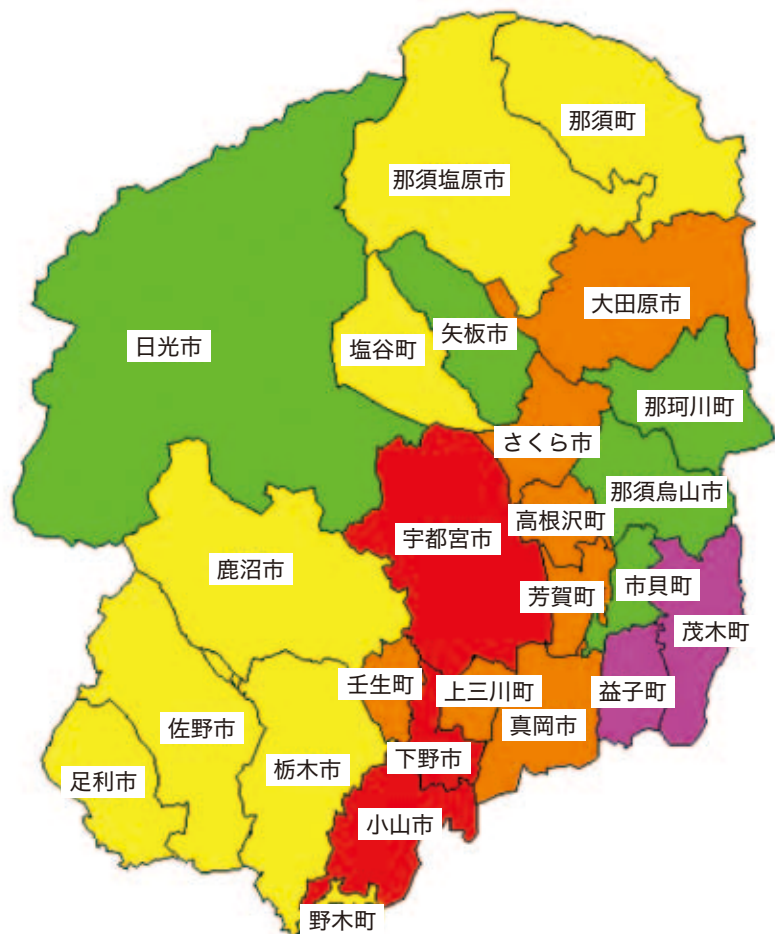 那須町
那須塩原市
大田原市
矢板市
塩谷町
日光市
那珂川町
さくら市
那須烏山市
高根沢町
宇都宮市
鹿沼市
芳賀町
市貝町
茂木町
壬生町
上三川町
益子町
真岡市
佐野市
下野市
栃木市
足利市
小山市
野木町